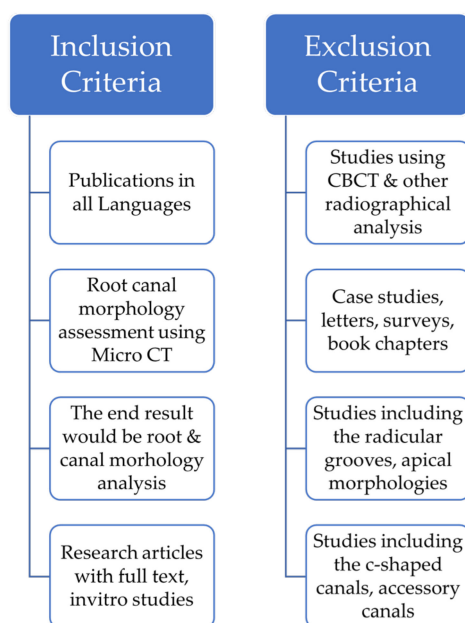 Inclusion
Criteria
Publications in
all Languages
Root canal
morphology
assessment using
Micro CT
The end result
would be root &
canal morhology
analysis
Research articles
with full text,
invitro studies
Exclusion
Criteria
Studies using
CBCT & other
radiographical
analysis
Case studies,
letters, surveys,
book chapters
Studies including
the radicular
grooves, apical
morphologies
Studies including
the c-shaped
canals, accessory
canals